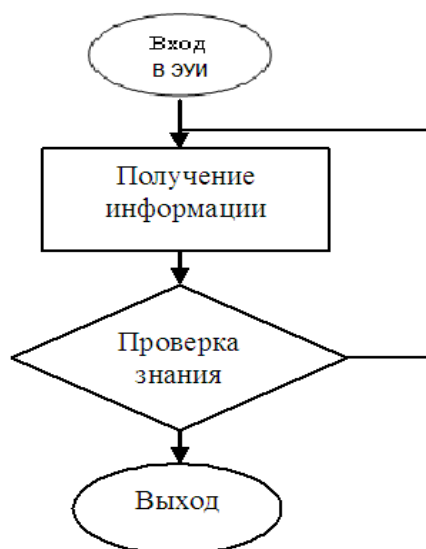 Вход
В ЭУИ
Получение
информации
Проверка
знания
Выход